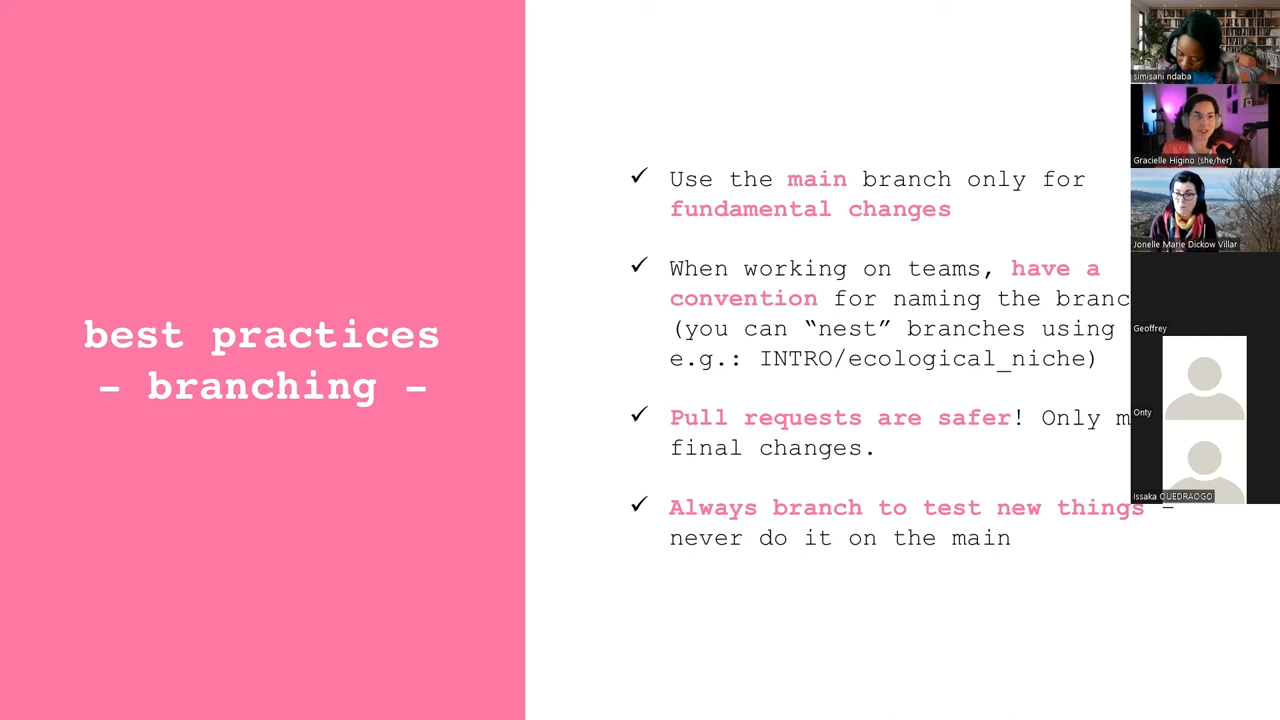 best practices
- branching -
✓ Use the main branch only for
fundamental changes
✓ When working on teams, have a
convention for naming the branc
(you can “nest” branches using
e.g.: INTRO/ecological_niche)
✓ Pull requests are safer! Only m
final changes.
✓ Always branch to test new things –
never do it on the main
simisani ndaba
Gracielle Higino (she/her)
Jonelle Marie Dickow Villar
Geoffrey
Onty
Issaka OUEDRAOGO